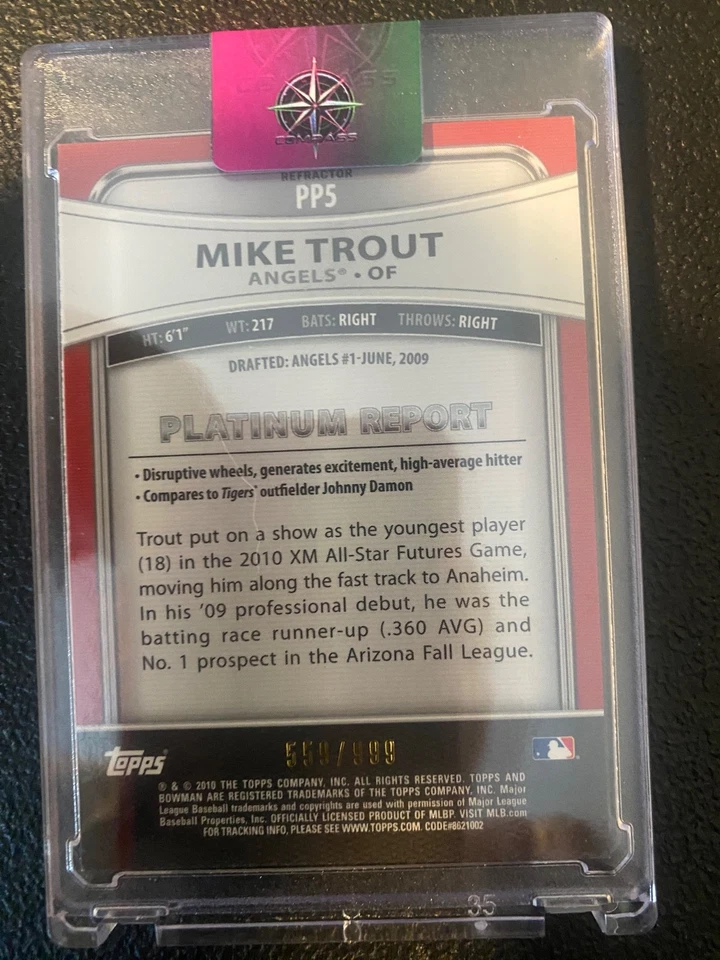 COMPASS
COMPASS
REFRACTOR
PP5
MIKE TROUT
ANGELS® • OF
HT: 6'1" WT: 217 BATS: RIGHT THROWS: RIGHT
DRAFTED: ANGELS #1-JUNE, 2009
PLATINUM REPORT
• Disruptive wheels, generates excitement, high-average hitter
• Compares to Tigers® outfielder Johnny Damon
Trout put on a show as the youngest player
(18) in the 2010 XM All-Star Futures Game,
moving him along the fast track to Anaheim.
In his '09 professional debut, he was the
batting race runner-up (.360 AVG) and
No. 1 prospect in the Arizona Fall League.
559/999
topps®
® & © 2010 THE TOPPS COMPANY, INC. ALL RIGHTS RESERVED. TOPPS AND
BOWMAN ARE REGISTERED TRADEMARKS OF THE TOPPS COMPANY, INC. Major
League Baseball trademarks and copyrights are used with permission of Major League
Baseball Properties, Inc. OFFICIALLY LICENSED PRODUCT OF MLBP. VISIT MLB.com
FOR TRACKING INFO, PLEASE SEE WWW.TOPPS.COM. CODE#8621002
35